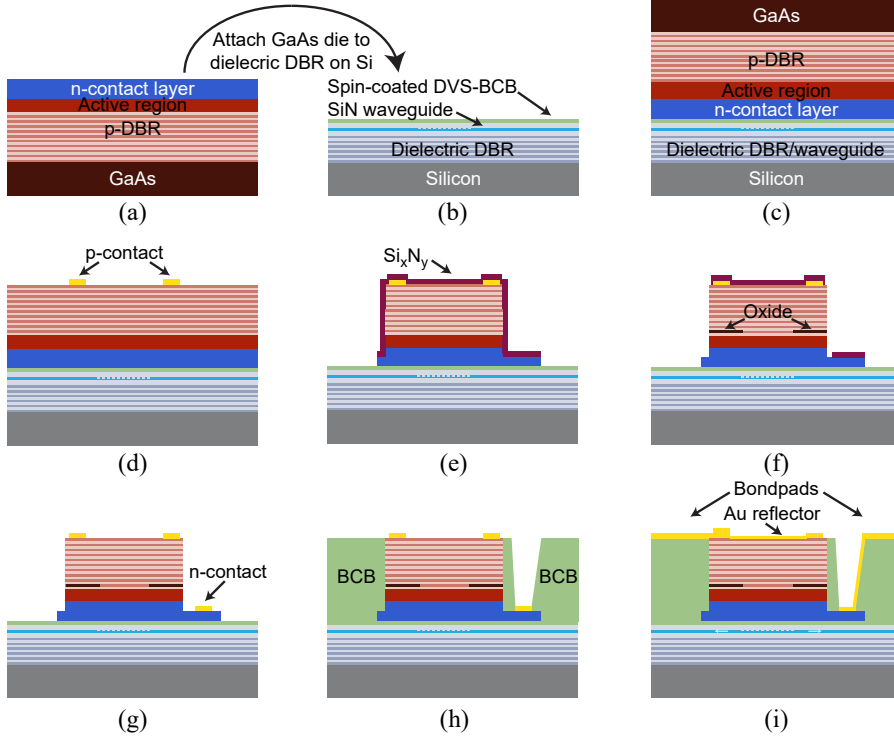 Attach GaAs due to
dielecric DBR on Si
n-contact layer
Active region
p-DBR
GaAs
(a)
Spin-coated DVS-BCB
SiN waveguide
Dielectric DBR
Silicon
(b)
GaAs
p-DBR
Active region
n-contact layer
Dielectric DBR/waveguide
Silicon
(c)
p-contact
(d)
SixNy
(e)
Oxide
(f)
n-contact
(g)
BCB
BCB
(h)
Bondpads
Au reflector
(i)